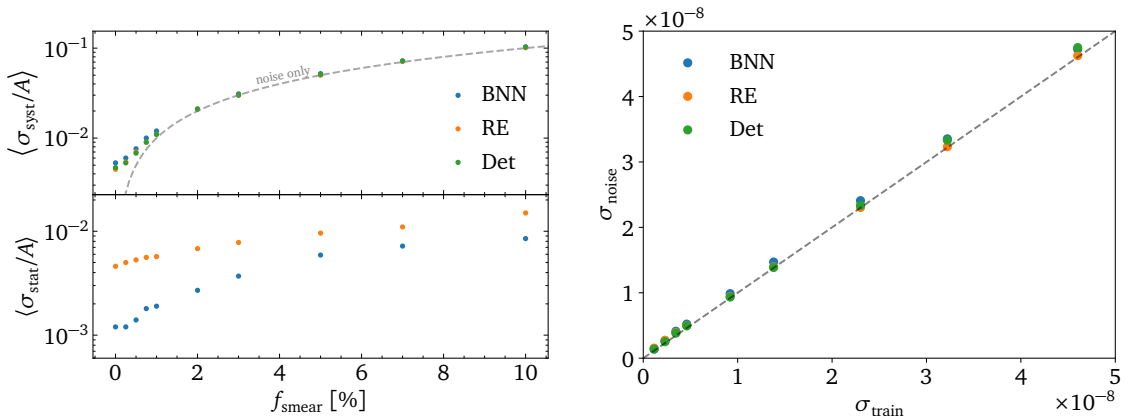 10⁻¹
10⁻²
⟨σ_syst/A⟩
noise only
BNN
RE
Det
10⁻²
10⁻³
⟨σ_stat/A⟩
0 2 4 6 8 10
f_smear [%]
×10⁻⁸
5
4
3
2
1
0
σ_noise
BNN
RE
Det
0 1 2 3 4 5
σ_train
×10⁻⁸